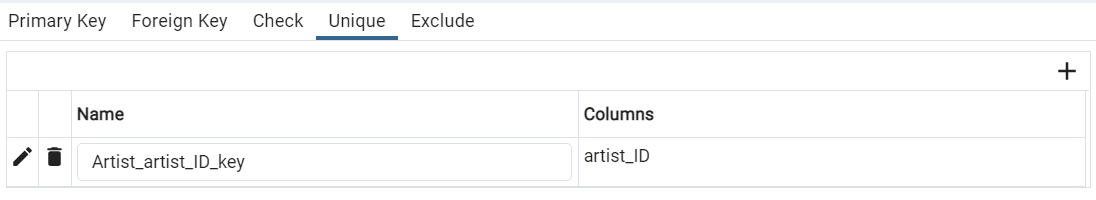 Primary Key Foreign Key Check Unique Exclude
Name Columns
Artist_artist_ID_key artist_ID